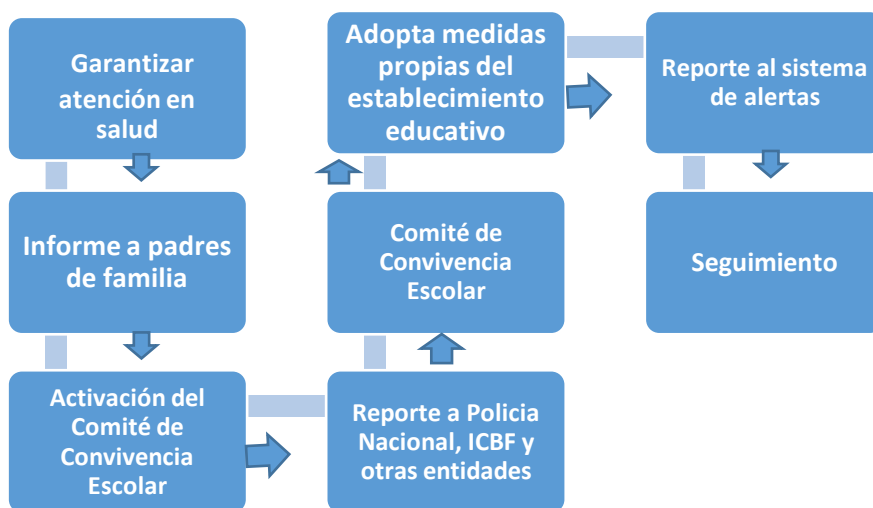 Garantizar
atención en
salud
Informe a padres
de familia
Activación del
Comité de
Convivencia
Escolar
Reporte a Policia
Nacional, ICBF y
otras entidades
Comité de
Convivencia
Escolar
Adopta medidas
propias del
establecimiento
educativo
Reporte al sistema
de alertas
Seguimiento